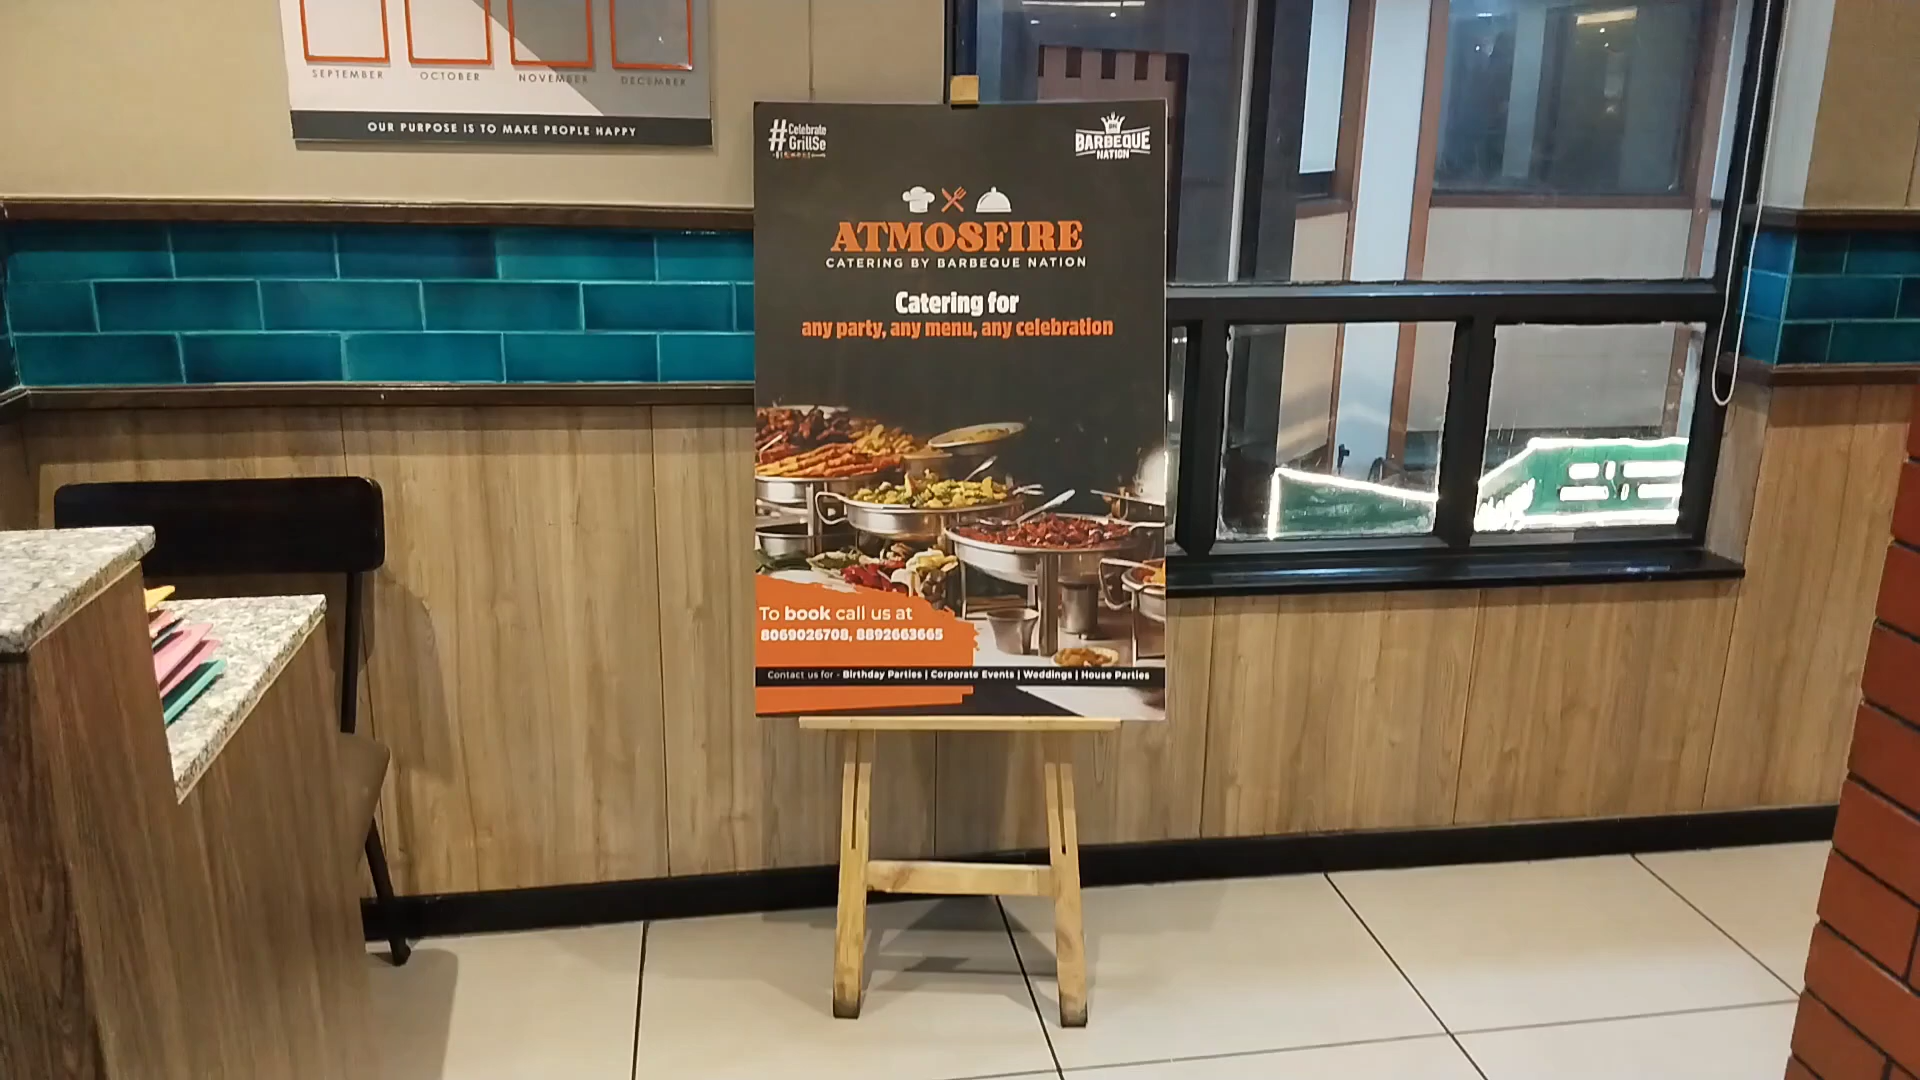 SEPTEMBER
OCTOBER
NOVEMBER
DECEMBER
OUR PURPOSE IS TO MAKE PEOPLE HAPPY
#Celebrate
GrillSe
BARBEQUE
NATION
ATMOSFIRE
CATERING BY BARBEQUE NATION
Catering for
any party, any menu, any celebration
To book call us at
8069026708, 8892663665
Contact us for - Birthday Parties | Corporate Events | Weddings | House Parties